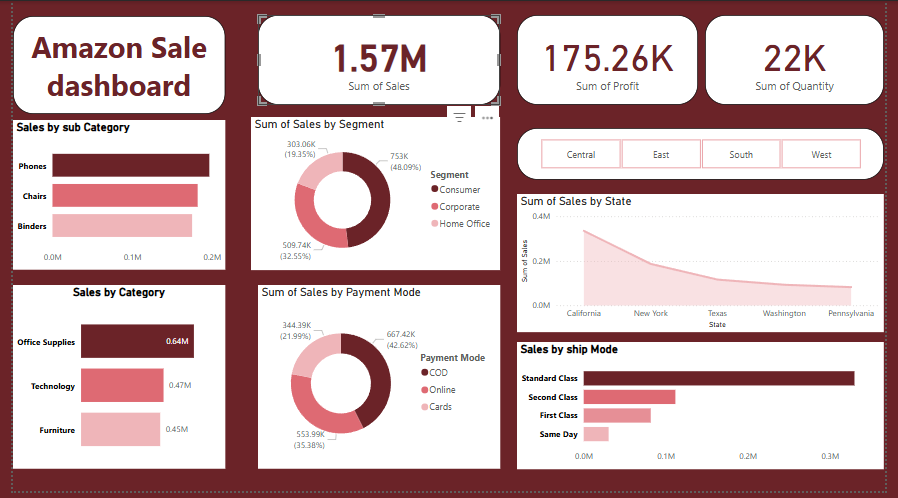 Amazon Sale
dashboard
1.57M
Sum of Sales
175.26K
Sum of Profit
22K
Sum of Quantity
Central
East
South
West
Sales by sub Category
Phones
Chairs
Binders
0.0M
0.1M
0.2M
Sum of Sales by Segment
303.06K
(19.35%)
753K
(48.09%)
509.74K
(32.55%)
Segment
Consumer
Corporate
Home Office
Sum of Sales by State
Sum of Sales
0.4M
0.2M
0.0M
California
New York
Texas
Washington
Pennsylvania
State
Sales by Category
Office Supplies
0.64M
Technology
0.47M
Furniture
0.45M
Sum of Sales by Payment Mode
344.39K
(21.99%)
667.42K
(42.62%)
553.99K
(35.38%)
Payment Mode
COD
Online
Cards
Sales by ship Mode
Standard Class
Second Class
First Class
Same Day
0.0M
0.1M
0.2M
0.3M